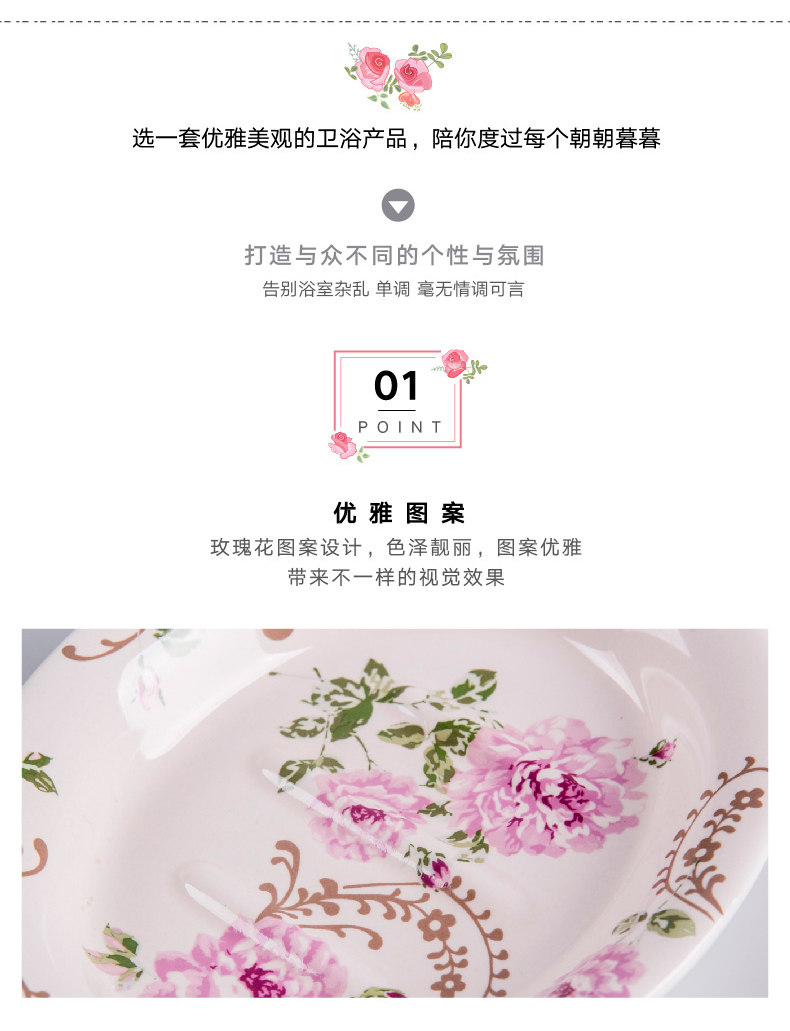 选一套优雅美观的卫浴产品，陪你度过每个朝朝暮暮
打造与众不同的个性与氛围
告别浴室杂乱 单调 毫无情调可言
01
POINT
优雅图案
玫瑰花图案设计，色泽靓丽，图案优雅
带来不一样的视觉效果